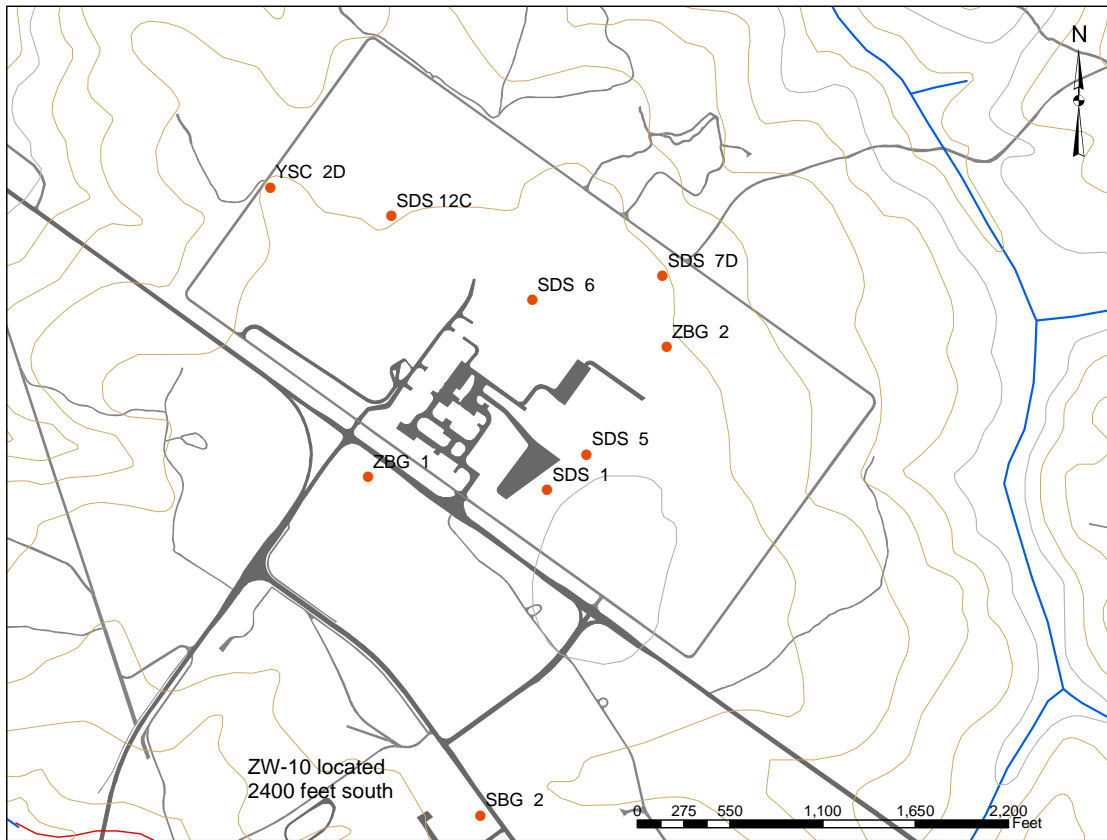 N
YSC 2D
SDS 12C
SDS 7D
SDS 6
ZBG 2
SDS 5
ZBG 1
SDS 1
ZW-10 located
2400 feet south
SBG 2
0 275 550 1,100 1,650 2,200
Feet